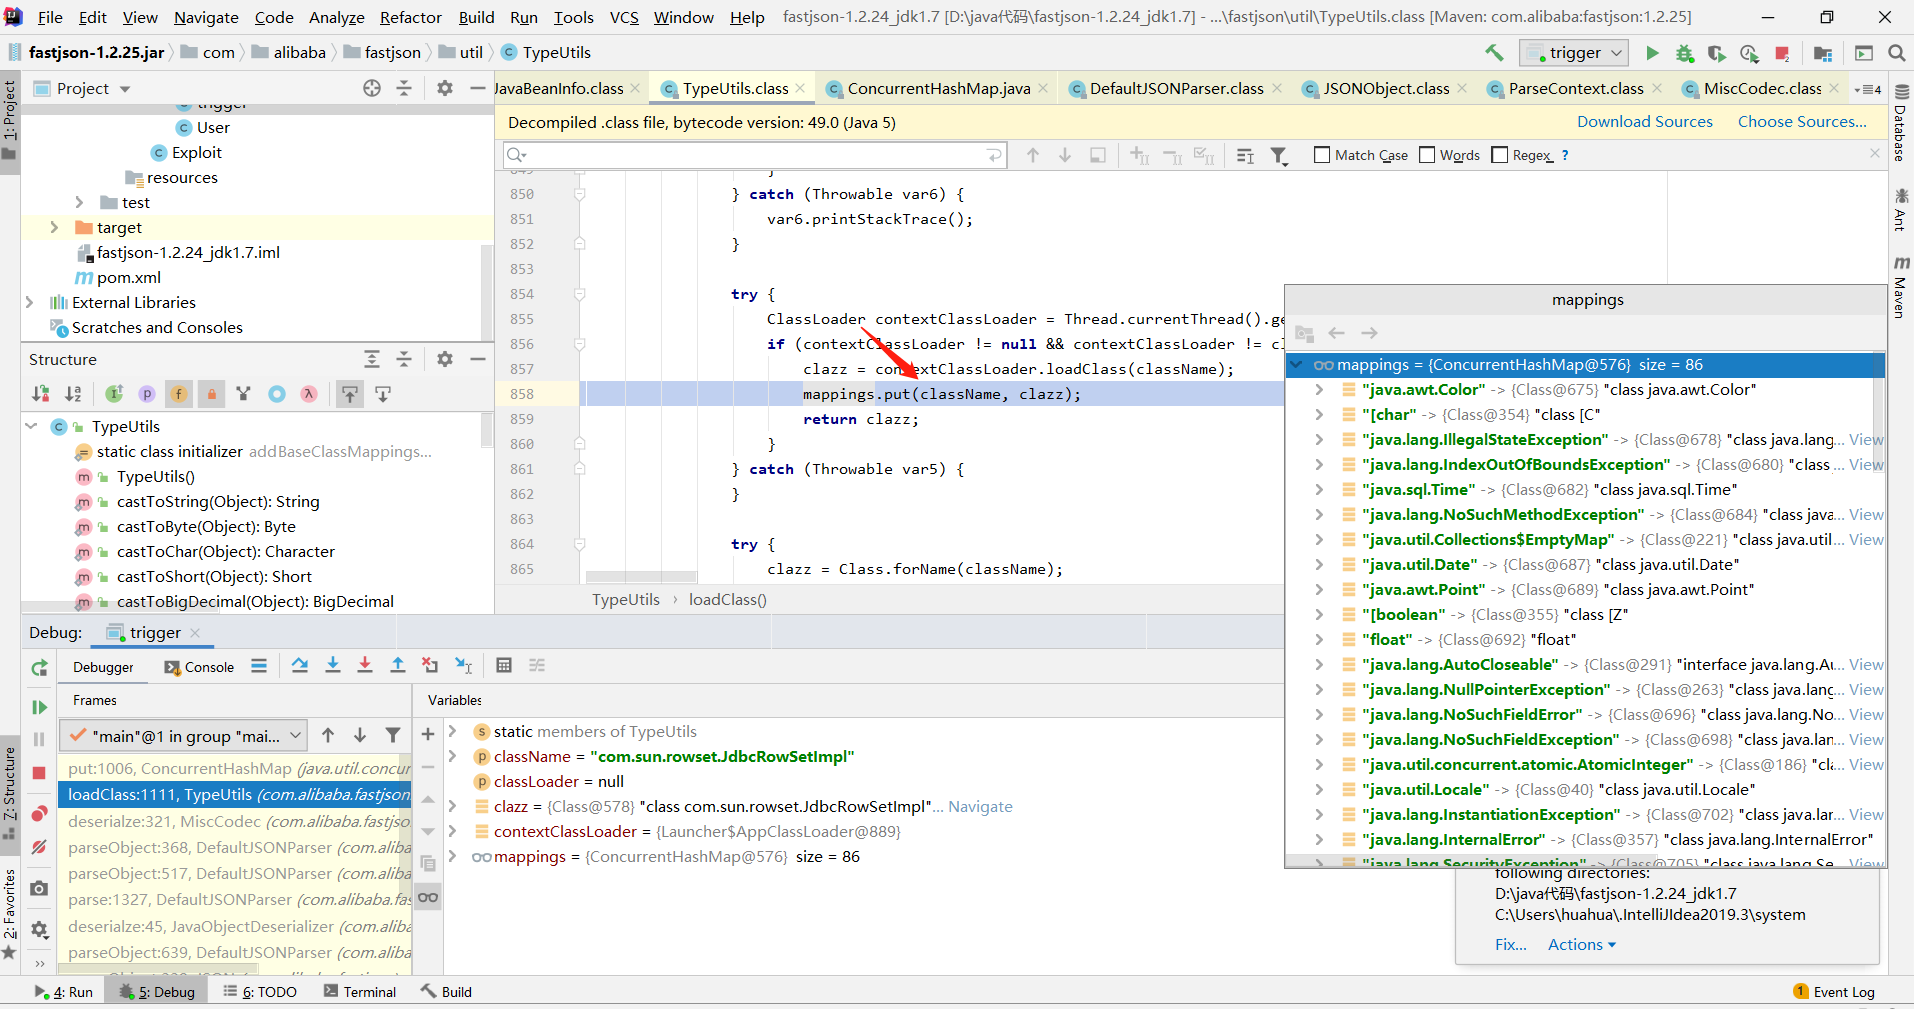 File Edit View Navigate Code Analyze Refactor Build Run Tools VCS Window Help fastjson-1.2.24_jdk1.7 [D:\java代码\fastjson-1.2.24_jdk1.7] - ...\fastjson\util\TypeUtils.class [Maven: com.alibaba:fastjson:1.2.25]
fastjson-1.2.25.jar com alibaba fastjson util TypeUtils trigger
Project
JavaBeanInfo.class TypeUtils.class ConcurrentHashMap.java DefaultJSONParser.class JSONObject.class ParseContext.class MiscCodec.class 4
1: Project
Database
Ant
Maven
trigger
User
Exploit
resources
test
target
fastjson-1.2.24_jdk1.7.iml
pom.xml
External Libraries
Scratches and Consoles
Decompiled .class file, bytecode version: 49.0 (Java 5) Download Sources Choose Sources...
Match Case Words Regex ?
849 }
850 } catch (Throwable var6) {
851 var6.printStackTrace();
852 }
853
854 try {
855 ClassLoader contextClassLoader = Thread.currentThread().ge
856 if (contextClassLoader != null && contextClassLoader != cl
857 clazz = contextClassLoader.loadClass(className);
858 mappings.put(className, clazz);
859 return clazz;
860 }
861 } catch (Throwable var5) {
862 }
863
864 try {
865 clazz = Class.forName(className);
TypeUtils › loadClass()
Structure
TypeUtils
static class initializer addBaseClassMappings...
TypeUtils()
castToString(Object): String
castToByte(Object): Byte
castToChar(Object): Character
castToShort(Object): Short
castToBigDecimal(Object): BigDecimal
mappings
mappings = {ConcurrentHashMap@576} size = 86
"java.awt.Color" -> {Class@675} "class java.awt.Color"
"[char" -> {Class@354} "class [C"
"java.lang.IllegalStateException" -> {Class@678} "class java.lang... View
"java.lang.IndexOutOfBoundsException" -> {Class@680} "class ... View
"java.sql.Time" -> {Class@682} "class java.sql.Time"
"java.lang.NoSuchMethodException" -> {Class@684} "class java... View
"java.util.Collections$EmptyMap" -> {Class@221} "class java.util... View
"java.util.Date" -> {Class@687} "class java.util.Date"
"java.awt.Point" -> {Class@689} "class java.awt.Point"
"[boolean" -> {Class@355} "class [Z"
"float" -> {Class@692} "float"
"java.lang.AutoCloseable" -> {Class@291} "interface java.lang.Au... View
"java.lang.NullPointerException" -> {Class@263} "class java.lang... View
"java.lang.NoSuchFieldError" -> {Class@696} "class java.lang.No... View
"java.lang.NoSuchFieldException" -> {Class@698} "class java.lan... View
"java.util.concurrent.atomic.AtomicInteger" -> {Class@186} "cla... View
"java.util.Locale" -> {Class@40} "class java.util.Locale"
"java.lang.InstantiationException" -> {Class@702} "class java.lar... View
"java.lang.InternalError" -> {Class@357} "class java.lang.InternalError"
"java.lang.SecurityException" -> {Class@705} "class java.lang.Se... View
following directories:
D:\java代码\fastjson-1.2.24_jdk1.7
C:\Users\huahua\.IntelliJIdea2019.3\system
Fix... Actions
Debug: trigger
Debugger Console
Frames
Variables
"main"@1 in group "mai...
put:1006, ConcurrentHashMap (java.util.concur
loadClass:1111, TypeUtils (com.alibaba.fastjson
deserialze:321, MiscCodec (com.alibaba.fastjso
parseObject:368, DefaultJSONParser (com.aliba
parseObject:517, DefaultJSONParser (com.aliba
parse:1327, DefaultJSONParser (com.alibaba.fas
deserialze:45, JavaObjectDeserializer (com.alib
parseObject:639, DefaultJSONParser (com.aliba
static members of TypeUtils
className = "com.sun.rowset.JdbcRowSetImpl"
classLoader = null
clazz = {Class@578} "class com.sun.rowset.JdbcRowSetImpl"... Navigate
contextClassLoader = {Launcher$AppClassLoader@889}
mappings = {ConcurrentHashMap@576} size = 86
Z: Structure
2: Favorites
4: Run 5: Debug 6: TODO Terminal Build 1 Event Log